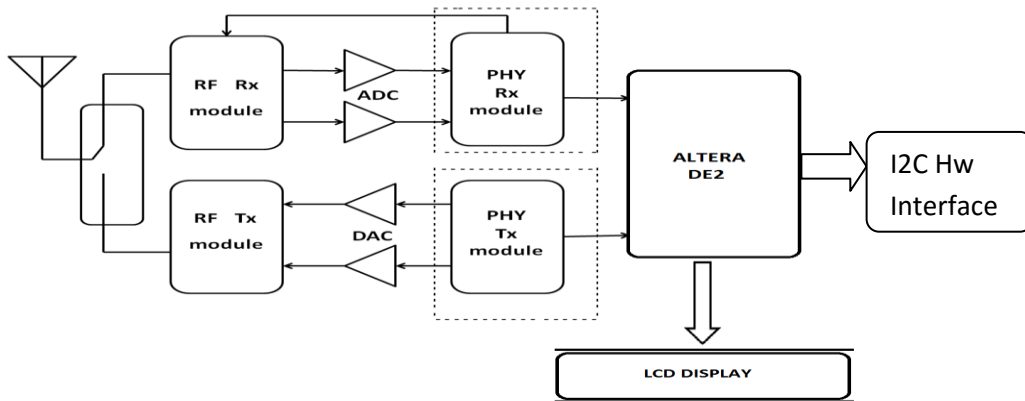 RF Rx
module
ADC
PHY
Rx
module
ALTERA
DE2
I2C Hw
Interface
RF Tx
module
DAC
PHY
Tx
module
LCD DISPLAY